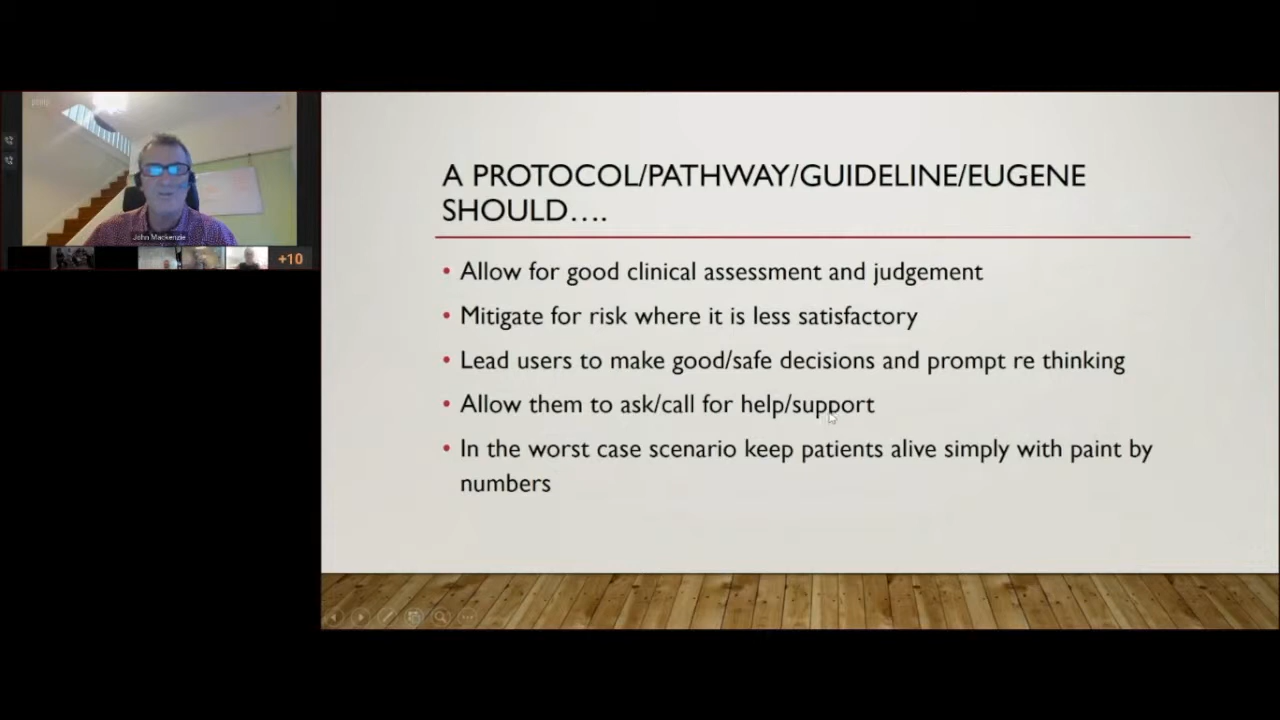 John Mackenzie
+10
A PROTOCOL/PATHWAY/GUIDELINE/EUGENE
SHOULD….
• Allow for good clinical assessment and judgement
• Mitigate for risk where it is less satisfactory
• Lead users to make good/safe decisions and prompt re thinking
• Allow them to ask/call for help/support
• In the worst case scenario keep patients alive simply with paint by
numbers